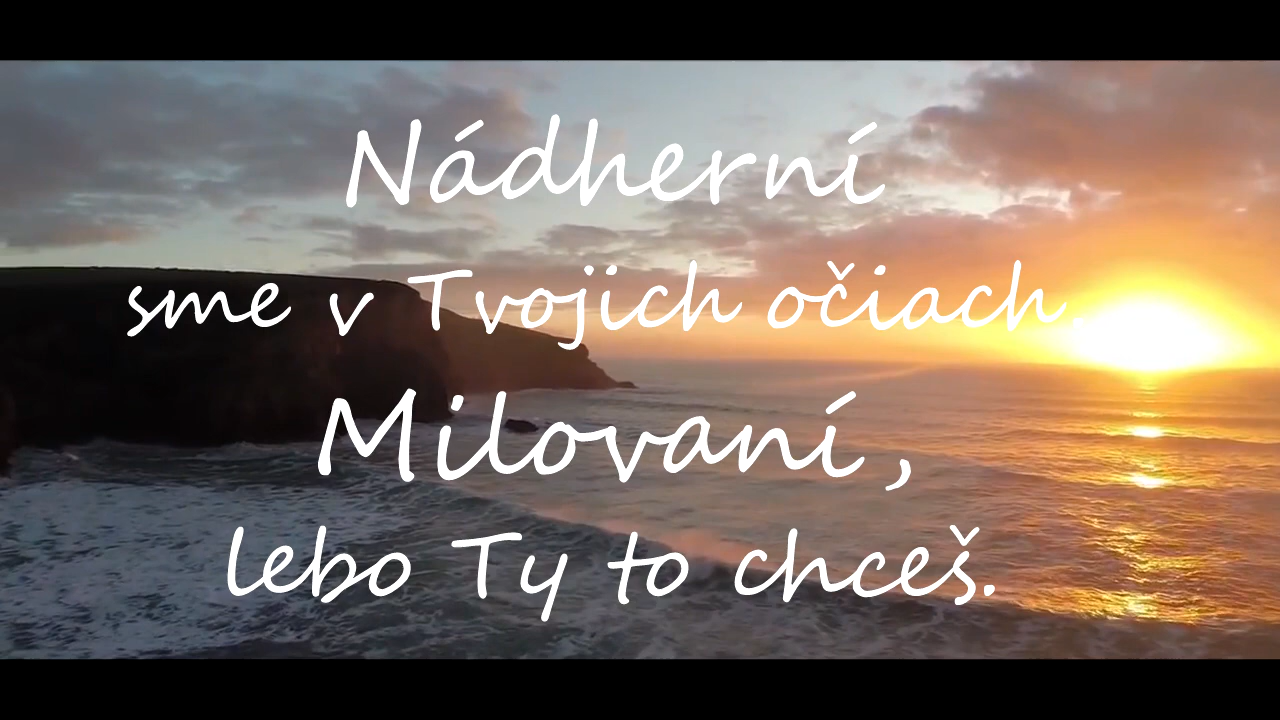 Nádherní
sme v Tvojich očiach.
Milovaní,
lebo Ty to chceš.